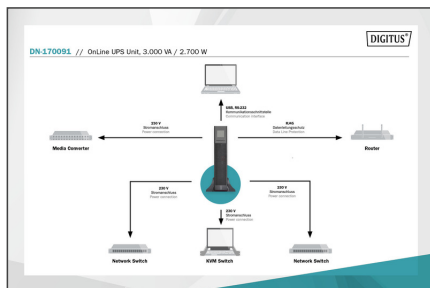 DIGITUS®
DN-170091 // OnLine UPS Unit, 3.000 VA / 2.700 W
USB, RS-232
Kommunikationsschnittstelle
Communication interface
230 V
Stromanschluss
Power connection
RJ45
Datenleitungsschutz
Data Line Protection
Media Converter
Router
230 V
Stromanschluss
Power connection
230 V
Stromanschluss
Power connection
230 V
Stromanschluss
Power connection
Network Switch
KVM Switch
Network Switch